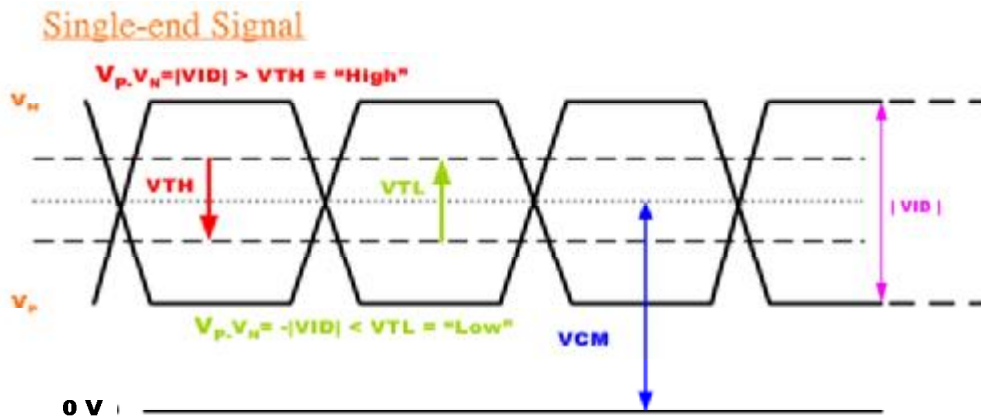 Single-end Signal
VP-VN=|VID| > VTH = “High”
VN
VTH
VTL
| VID |
VP
VP-VN= -|VID| < VTL = “Low”
VCM
0 V